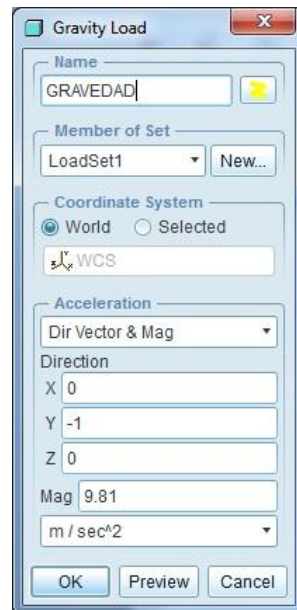 Gravity Load
Name
GRAVEDAD
Member of Set
LoadSet1 New...
Coordinate System
World Selected
WCS
Acceleration
Dir Vector & Mag
Direction
X 0
Y -1
Z 0
Mag 9.81
m / sec^2
OK Preview Cancel